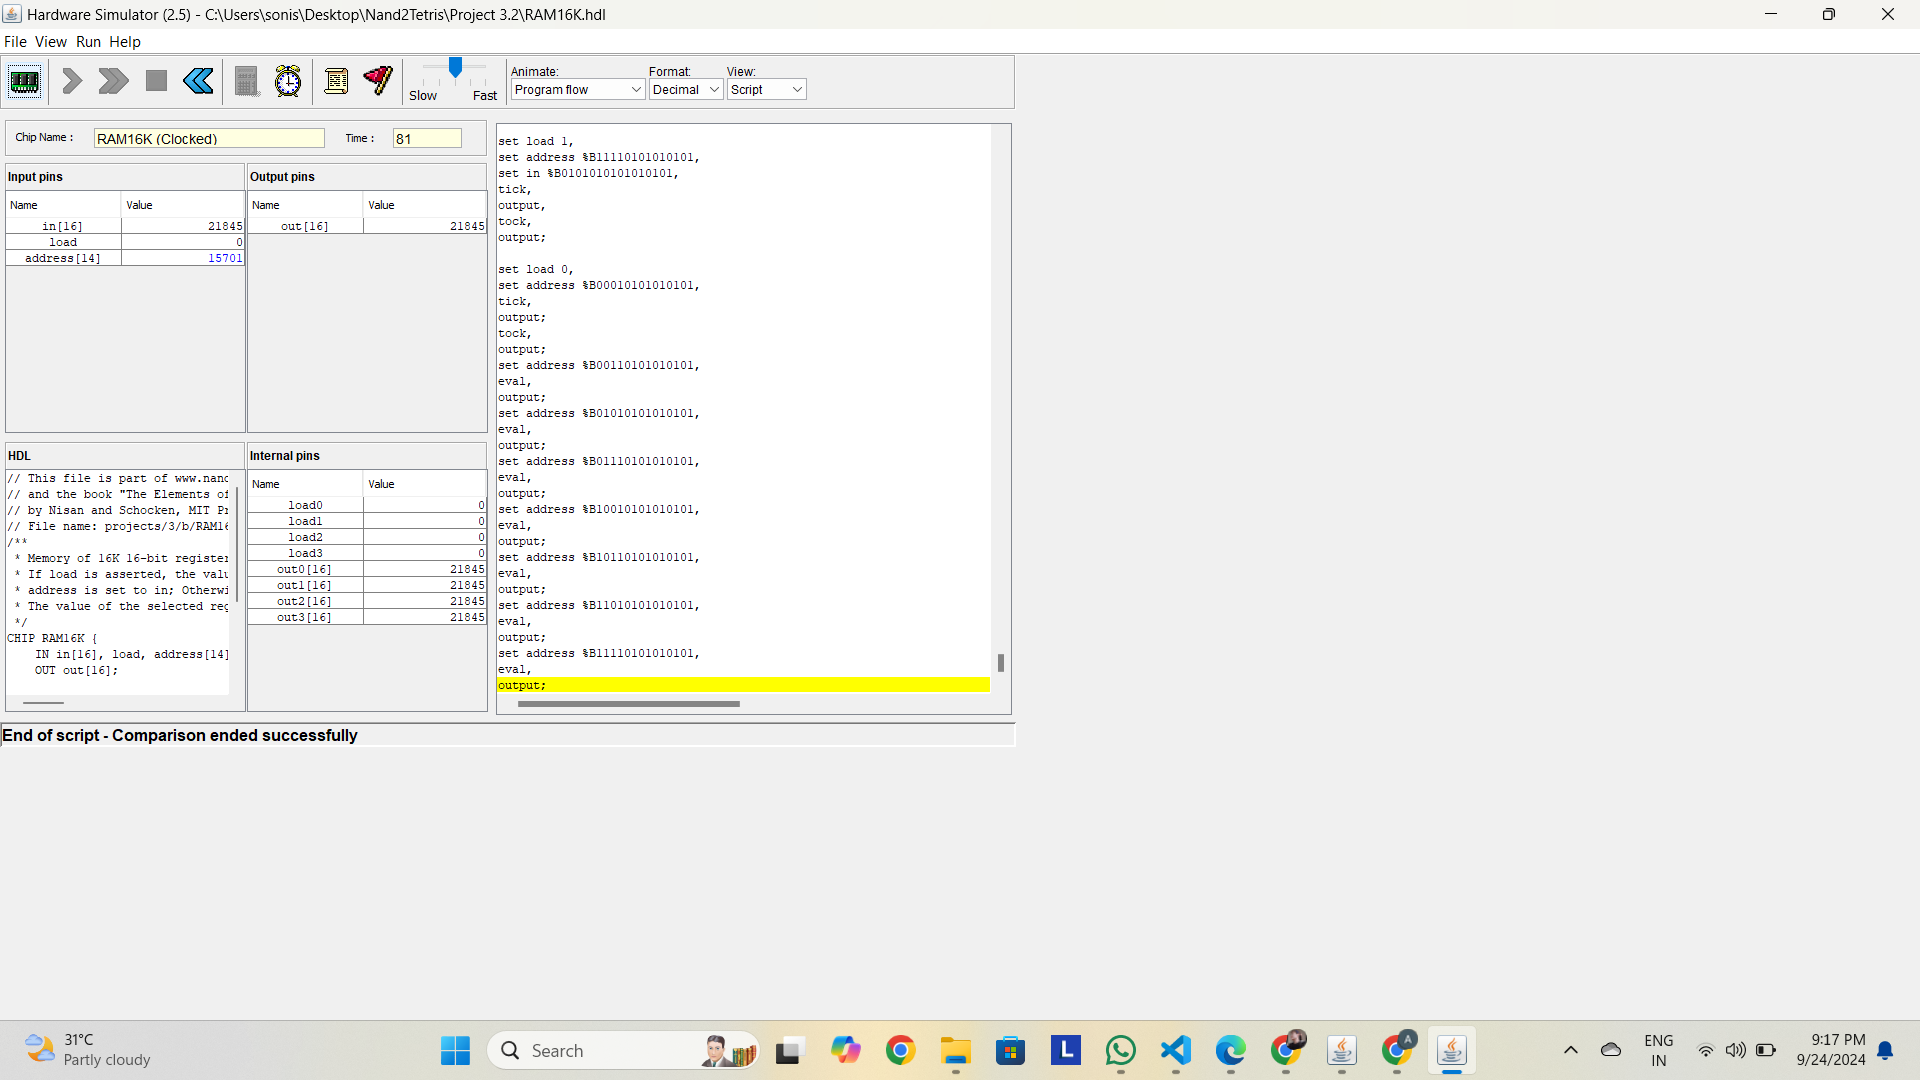 Hardware Simulator (2.5) - C:\Users\sonis\Desktop\Nand2Tetris\Project 3.2\RAM16K.hdl
File View Run Help
Slow Fast
Animate: Format: View:
Program flow Decimal Script
Chip Name : RAM16K (Clocked) Time : 81
Input pins
Name Value
in[16] 21845
load 0
address[14] 15701
Output pins
Name Value
out[16] 21845
HDL
// This file is part of www.nand
// and the book "The Elements of
// by Nisan and Schocken, MIT Pr
// File name: projects/3/b/RAM16
/**
* Memory of 16K 16-bit register
* If load is asserted, the valu
* address is set to in; Otherwi
* The value of the selected reg
*/
CHIP RAM16K {
IN in[16], load, address[14]
OUT out[16];
Internal pins
Name Value
load0 0
load1 0
load2 0
load3 0
out0[16] 21845
out1[16] 21845
out2[16] 21845
out3[16] 21845
set load 1,
set address %B11110101010101,
set in %B0101010101010101,
tick,
output,
tock,
output;
set load 0,
set address %B00010101010101,
tick,
output;
tock,
output;
set address %B00110101010101,
eval,
output;
set address %B01010101010101,
eval,
output;
set address %B01110101010101,
eval,
output;
set address %B10010101010101,
eval,
output;
set address %B10110101010101,
eval,
output;
set address %B11010101010101,
eval,
output;
set address %B11110101010101,
eval,
output;
End of script - Comparison ended successfully
31°C
Partly cloudy
Search
L
A
ENG
IN
9:17 PM
9/24/2024